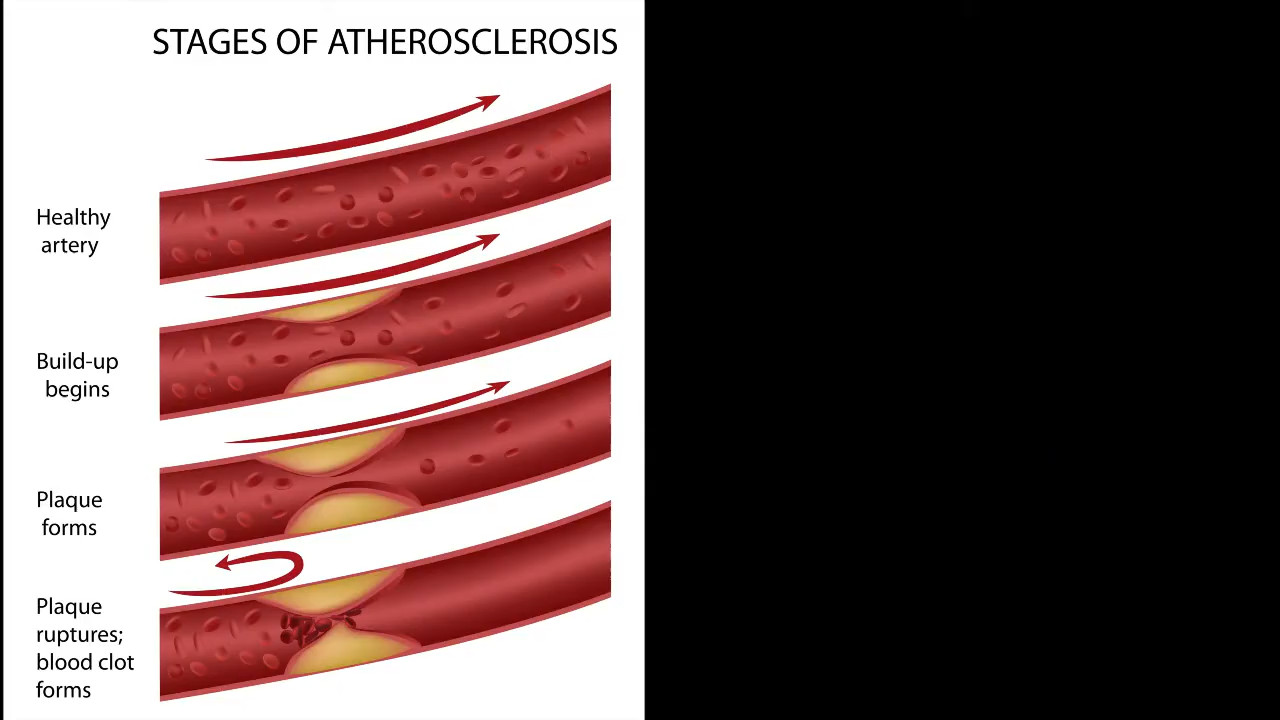 STAGES OF ATHEROSCLEROSIS
Healthy
artery
Build-up
begins
Plaque
forms
Plaque
ruptures;
blood clot
forms